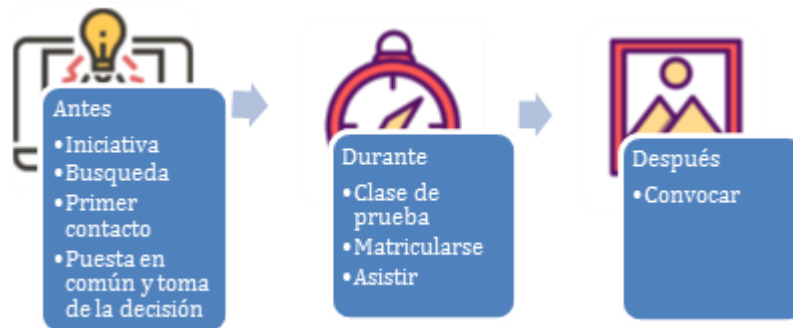 Antes
•Iniciativa
•Busqueda
•Primer
contacto
•Puesta en
común y toma
de la decisión
Durante
•Clase de
prueba
•Matricularse
•Asistir
Después
•Convocar